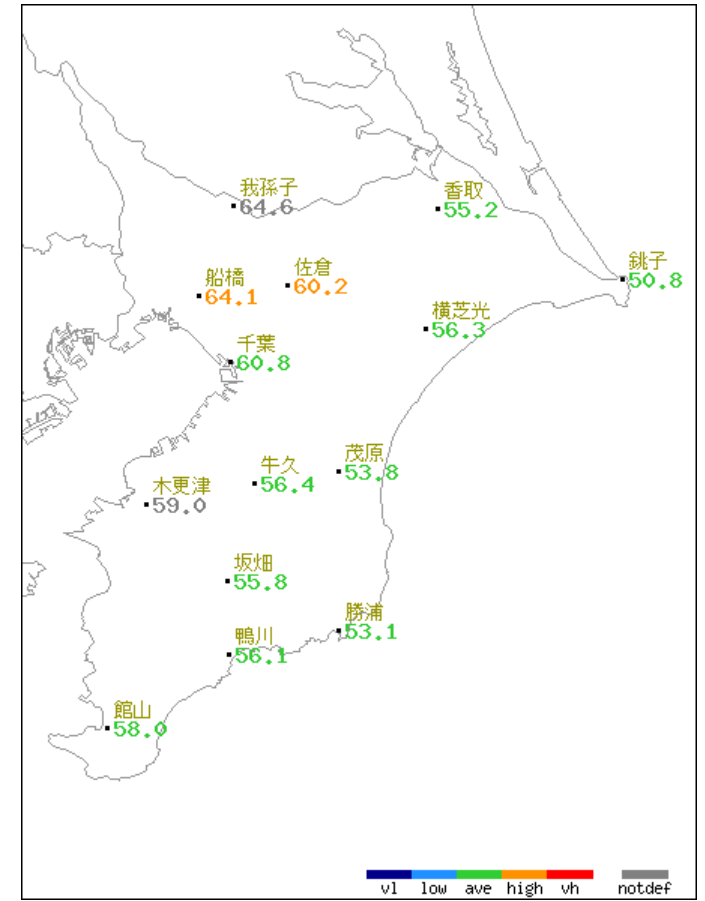 我孫子
64.6
香取
55.2
銚子
50.8
船橋
64.1
佐倉
60.2
横芝光
56.3
千葉
60.8
茂原
53.8
牛久
56.4
木更津
59.0
坂畑
55.8
勝浦
53.1
鴨川
56.1
館山
58.0
vl low ave high vh notdef